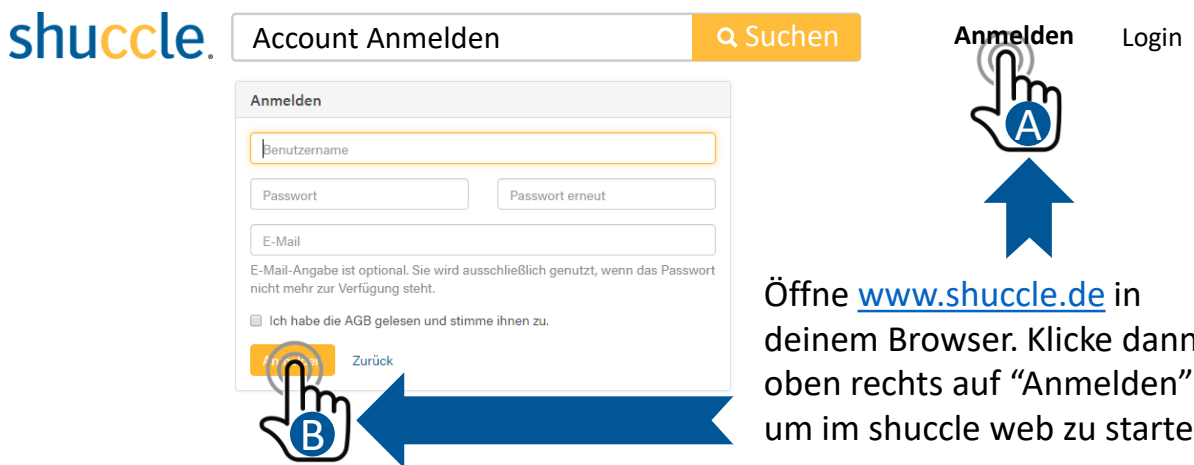 shuccle.
Account Anmelden
Suchen
Anmelden
Login
A
Anmelden
Benutzername
Passwort
Passwort erneut
E-Mail
E-Mail-Angabe ist optional. Sie wird ausschließlich genutzt, wenn das Passwort
nicht mehr zur Verfügung steht.
Ich habe die AGB gelesen und stimme ihnen zu.
Zurück
B
Öffne www.shuccle.de in
deinem Browser. Klicke dann
oben rechts auf “Anmelden”
um im shuccle web zu starte